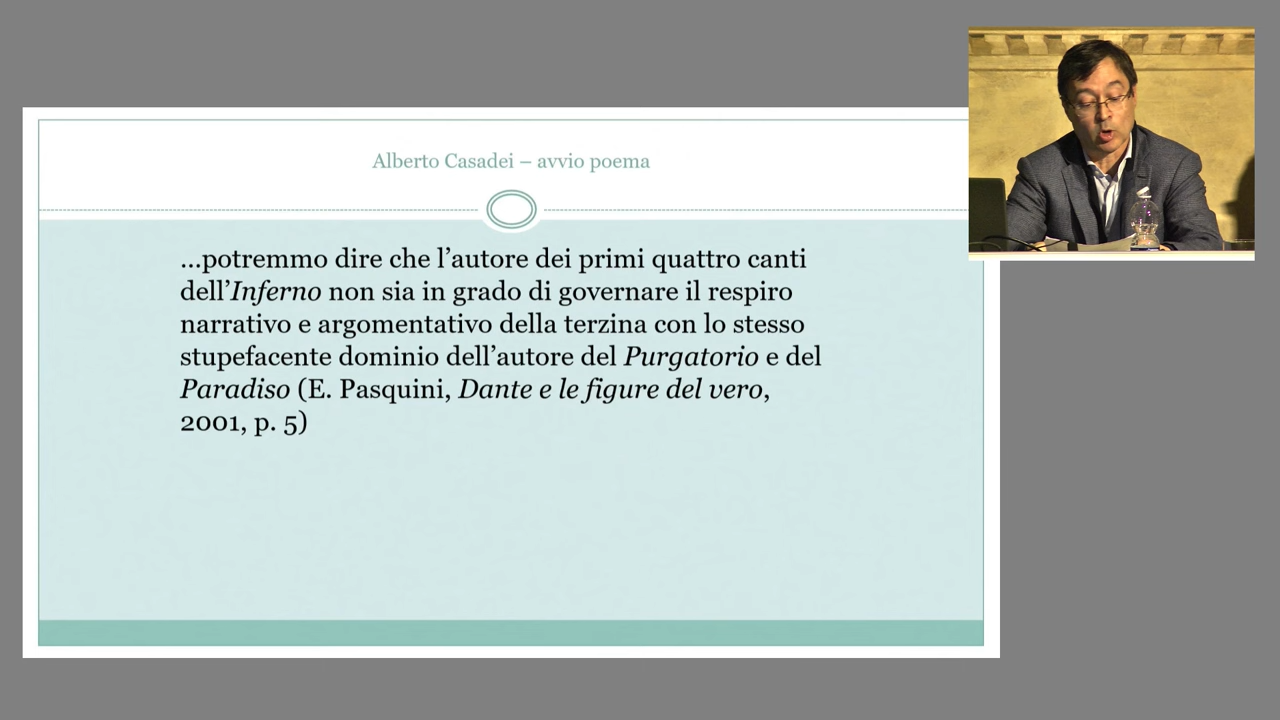 Alberto Casadei – avvio poema
...potremmo dire che l’autore dei primi quattro canti
dell’Inferno non sia in grado di governare il respiro
narrativo e argomentativo della terzina con lo stesso
stupefacente dominio dell’autore del Purgatorio e del
Paradiso (E. Pasquini, Dante e le figure del vero,
2001, p. 5)